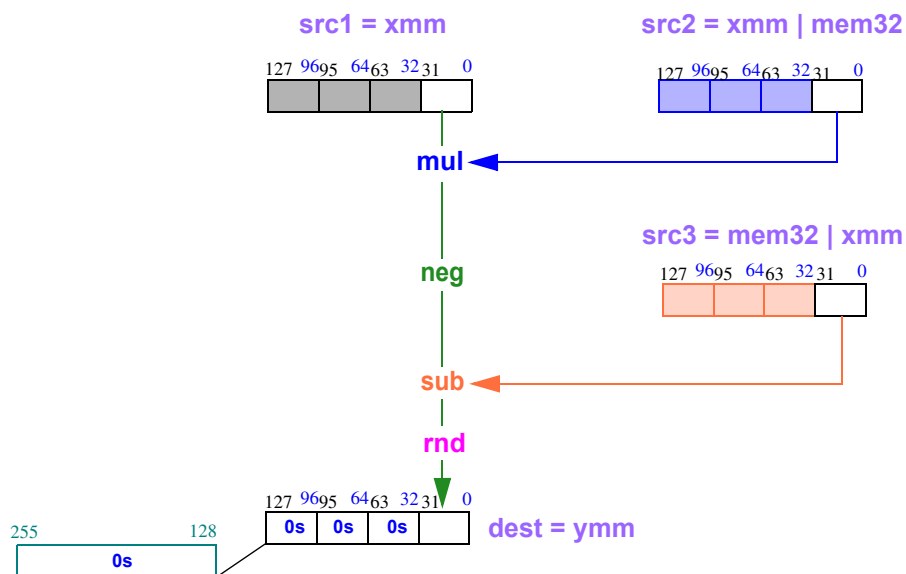 src1 = xmm
src2 = xmm | mem32
127 96 95 64 63 32 31 0
127 96 95 64 63 32 31 0
mul
src3 = mem32 | xmm
127 96 95 64 63 32 31 0
neg
sub
rnd
127 96 95 64 63 32 31 0
0s 0s 0s
dest = ymm
255 128
0s